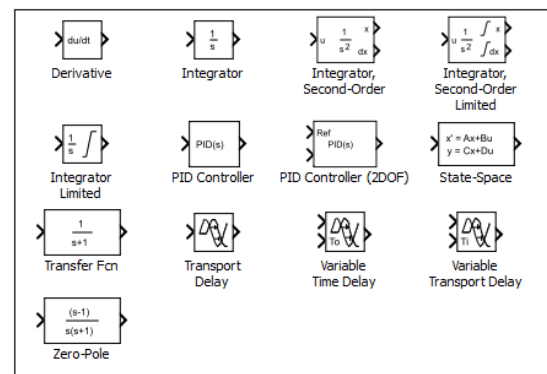 du/dt
Derivative
1
s
Integrator
u 1 x
s² dx
Integrator,
Second-Order
u 1 ∫ x
s² ∫ dx
Integrator,
Second-Order
Limited
1 ∫
s
Integrator
Limited
PID(s)
PID Controller
Ref
PID(s)
PID Controller (2DOF)
x' = Ax+Bu
y = Cx+Du
State-Space
1
s+1
Transfer Fcn
Transport
Delay
To
Variable
Time Delay
Ti
Variable
Transport Delay
(s-1)
s(s+1)
Zero-Pole